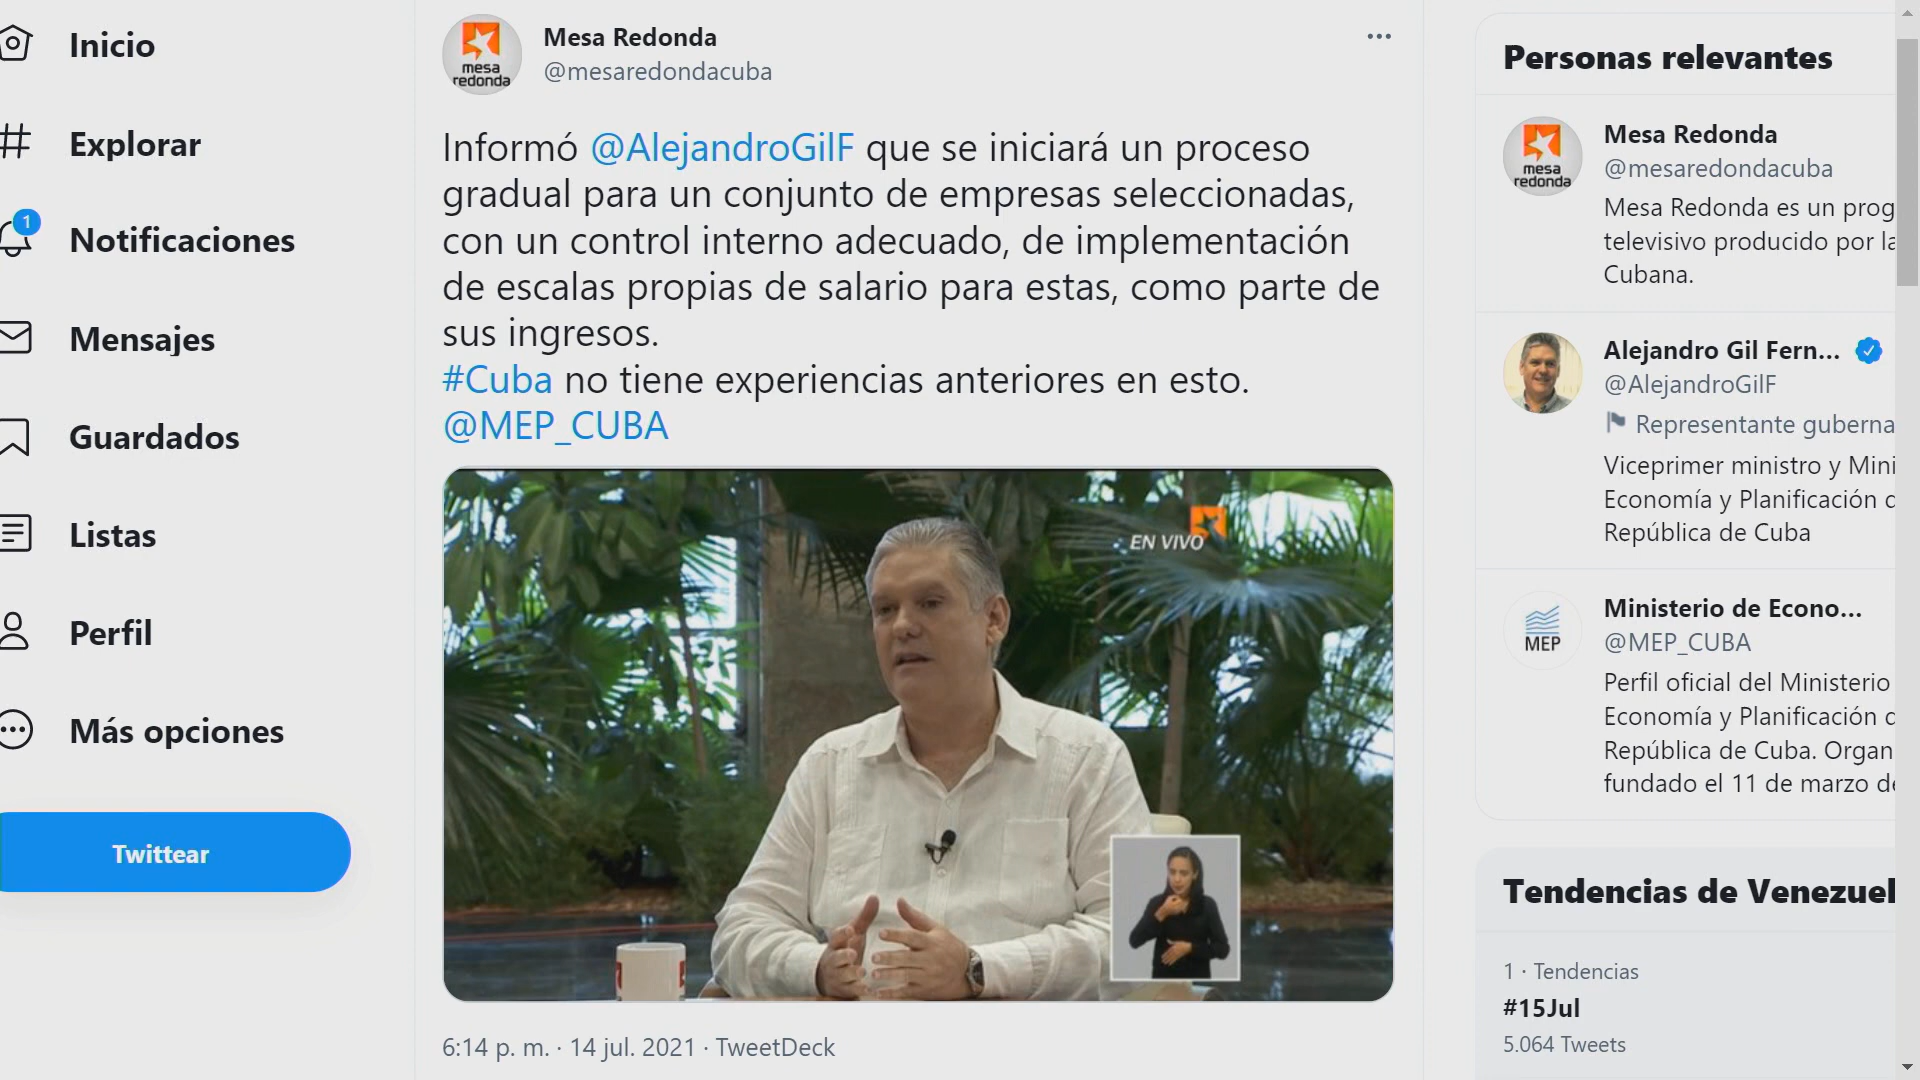 Inicio
Explorar
1
Notificaciones
Mensajes
Guardados
Listas
Perfil
Más opciones
Twittear
mesa
redonda
Mesa Redonda
@mesaredondacuba
Informó @AlejandroGilF que se iniciará un proceso
gradual para un conjunto de empresas seleccionadas,
con un control interno adecuado, de implementación
de escalas propias de salario para estas, como parte de
sus ingresos.
#Cuba no tiene experiencias anteriores en esto.
@MEP_CUBA
EN VIVO
6:14 p. m. · 14 jul. 2021 · TweetDeck
Personas relevantes
mesa
redonda
Mesa Redonda
@mesaredondacuba
Mesa Redonda es un prog
televisivo producido por la
Cubana.
Alejandro Gil Fern...
@AlejandroGilF
Representante guberna
Viceprimer ministro y Mini
Economía y Planificación d
República de Cuba
MEP
Ministerio de Econo...
@MEP_CUBA
Perfil oficial del Ministerio
Economía y Planificación d
República de Cuba. Organ
fundado el 11 de marzo de
Tendencias de Venezuel
1 · Tendencias
#15Jul
5.064 Tweets